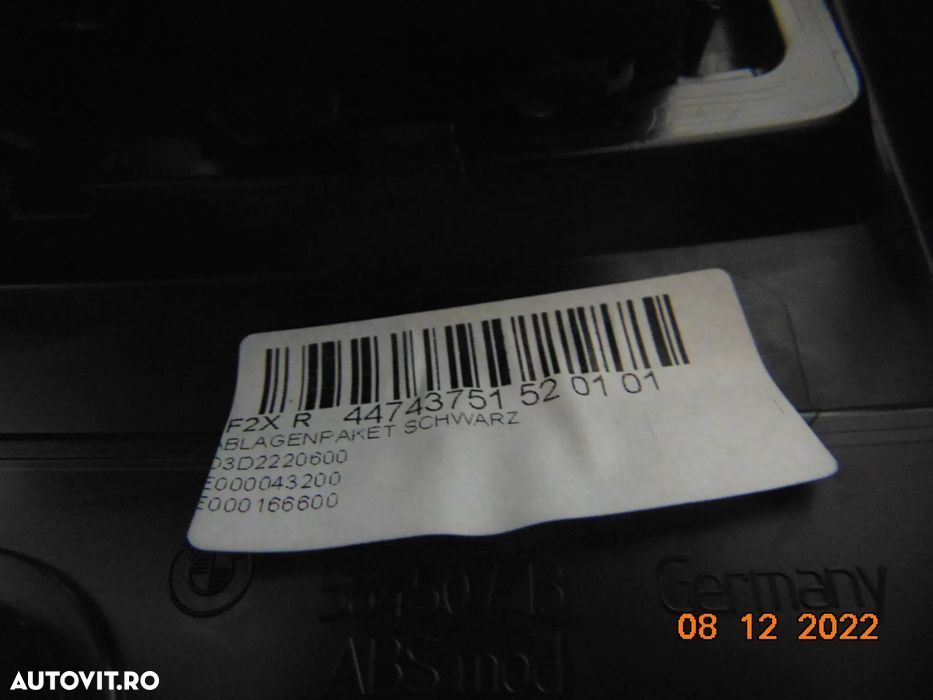 F2X R 44743751 52 01 01
ABLAGENPAKET SCHWARZ
D3D2220600
E000043200
E000166600
Germany
08 12 2022
ABS mod
AUTOVIT.RO